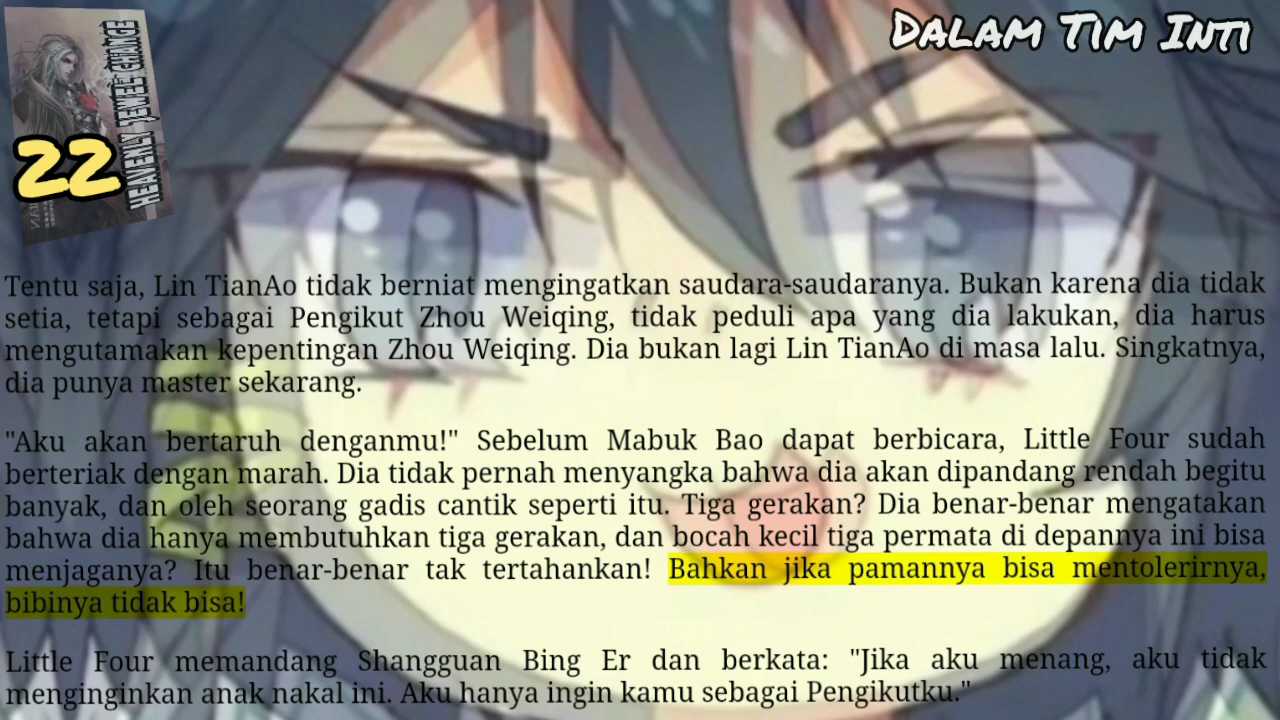 DALAM TIM INTI
HEAVENLY JEWEL CHANGE
22
Tentu saja, Lin TianAo tidak berniat mengingatkan saudara-saudaranya. Bukan karena dia tidak
setia, tetapi sebagai Pengikut Zhou Weiqing, tidak peduli apa yang dia lakukan, dia harus
mengutamakan kepentingan Zhou Weiqing. Dia bukan lagi Lin TianAo di masa lalu. Singkatnya,
dia punya master sekarang.
"Aku akan bertaruh denganmu!" Sebelum Mabuk Bao dapat berbicara, Little Four sudah
berteriak dengan marah. Dia tidak pernah menyangka bahwa dia akan dipandang rendah begitu
banyak, dan oleh seorang gadis cantik seperti itu. Tiga gerakan? Dia benar-benar mengatakan
bahwa dia hanya membutuhkan tiga gerakan, dan bocah kecil tiga permata di depannya ini bisa
menjaganya? Itu benar-benar tak tertahankan! Bahkan jika pamannya bisa mentolerirnya,
bibinya tidak bisa!
Little Four memandang Shangguan Bing Er dan berkata: "Jika aku menang, aku tidak
menginginkan anak nakal ini. Aku hanya ingin kamu sebagai Pengikutku."